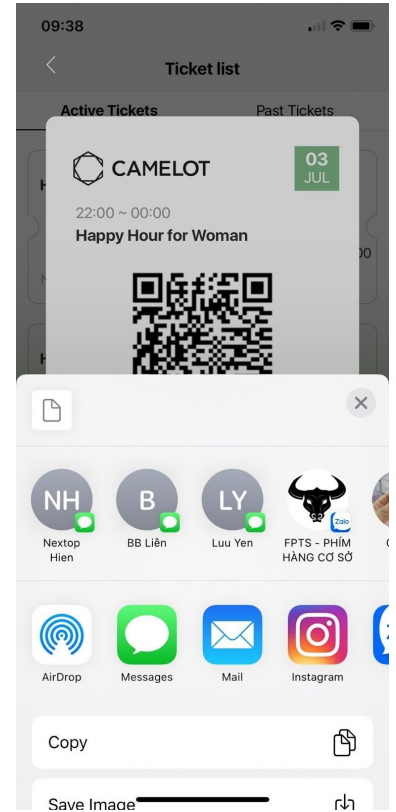 09:38
Ticket list
Active Tickets Past Tickets
CAMELOT
03
JUL
22:00 ~ 00:00
Happy Hour for Woman
H
00
N
H
NH B LY
Zalo
Nextop
Hien
BB Liên
Luu Yen
FPTS - PHÍM
HÀNG CƠ SỞ
AirDrop Messages Mail Instagram
Copy
Save Image